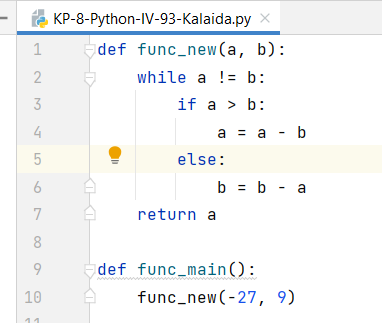 KP-8-Python-IV-93-Kalaida.py
1 def func_new(a, b):
2     while a != b:
3         if a > b:
4             a = a - b
5         else:
6             b = b - a
7     return a
8
9 def func_main():
10     func_new(-27, 9)